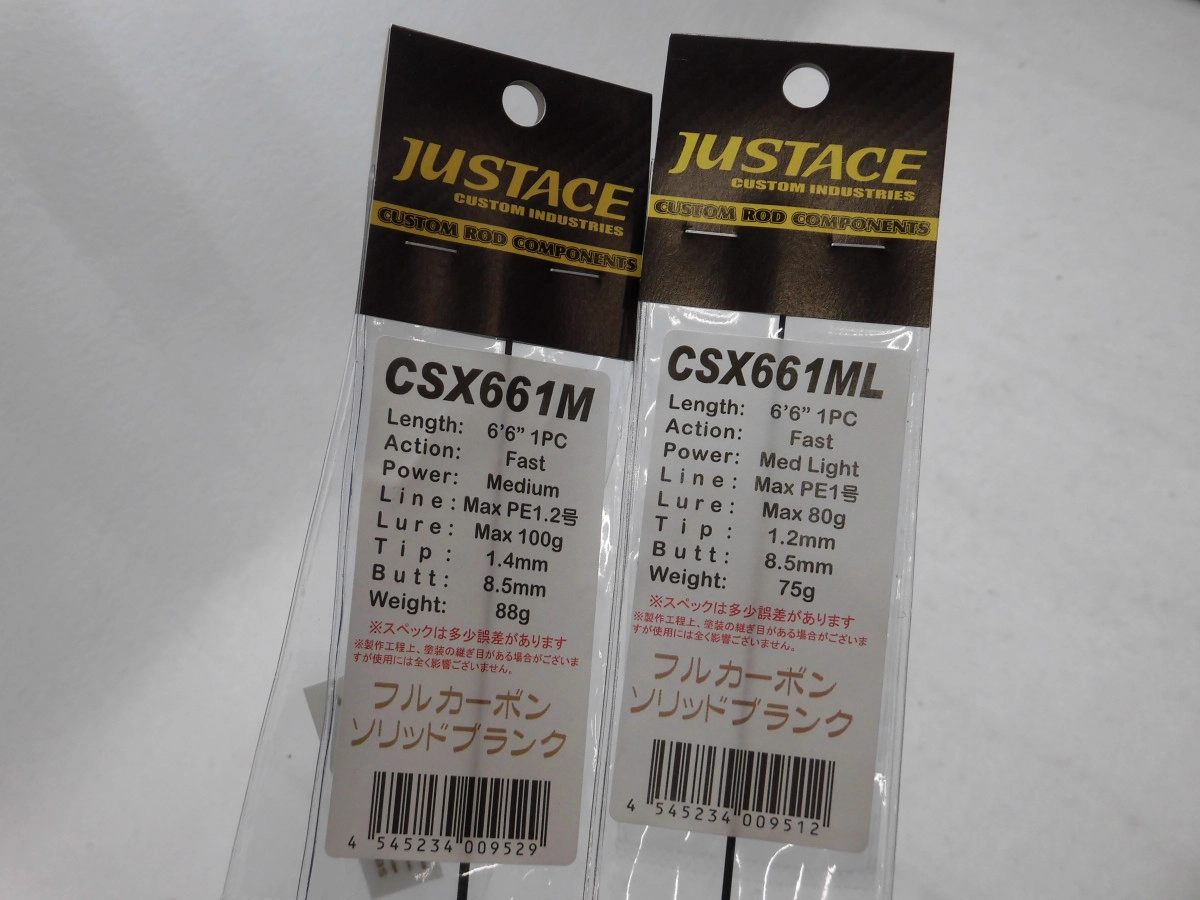 JUSTACE
CUSTOM INDUSTRIES
CUSTOM ROD COMPONENTS
CSX661M
Length: 6'6" 1PC
Action: Fast
Power: Medium
Line: Max PE1.2号
Lure: Max 100g
Tip: 1.4mm
Butt: 8.5mm
Weight: 88g
※スペックは多少誤差があります
※製作工程上、塗装の継ぎ目がある場合がございま
すが使用には全く影響ございません。
フルカーボン
ソリッドブランク
4 545234 009529
JUSTACE
CUSTOM INDUSTRIES
CUSTOM ROD COMPONENTS
CSX661ML
Length: 6'6" 1PC
Action: Fast
Power: Med Light
Line: Max PE1号
Lure: Max 80g
Tip: 1.2mm
Butt: 8.5mm
Weight: 75g
※スペックは多少誤差があります
※製作工程上、塗装の継ぎ目がある場合がございま
すが使用には全く影響ございません。
フルカーボン
ソリッドブランク
4 545234 009512